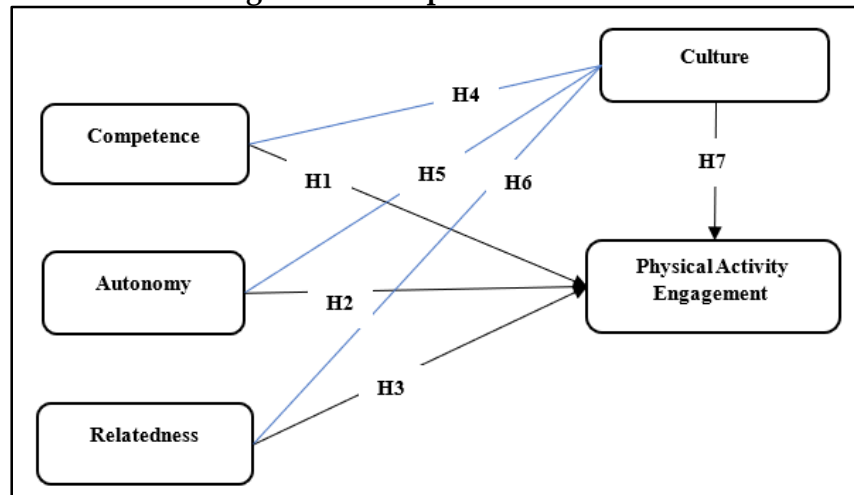 Culture
H4
Competence
H1
H5
H6
H7
Autonomy
H2
Physical Activity
Engagement
H3
Relatedness